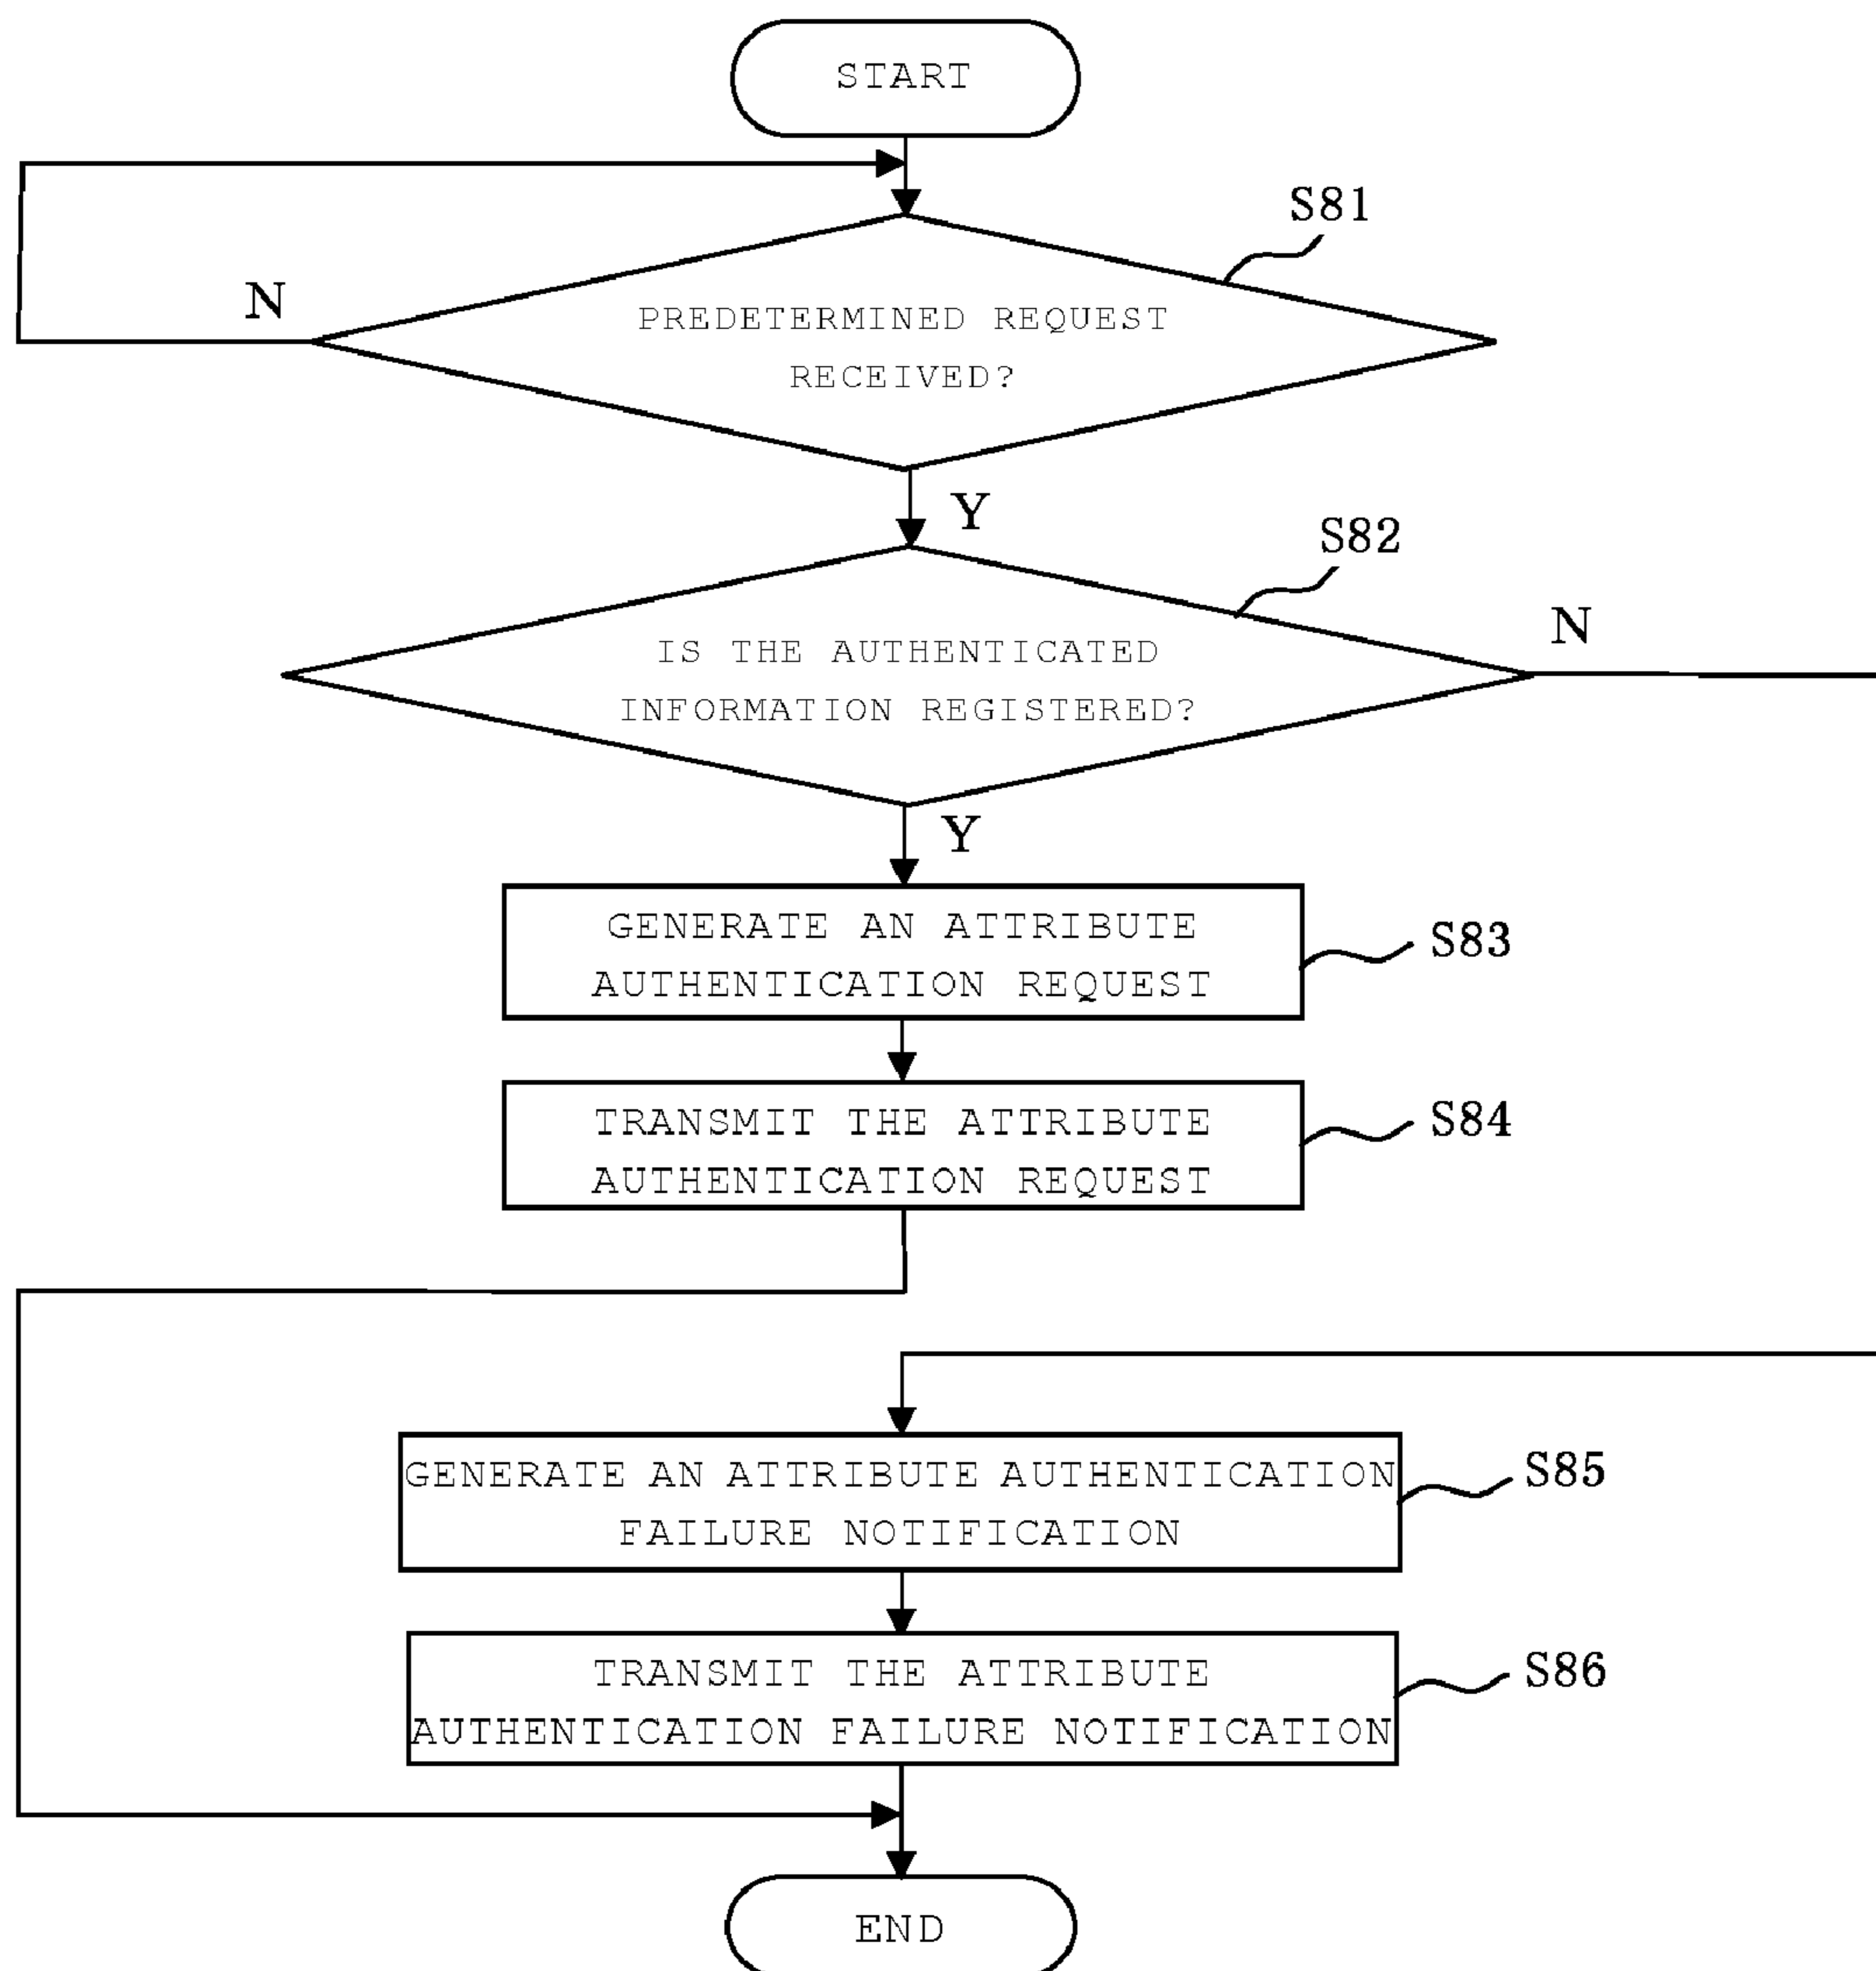 START
S81
N
PREDETERMINED REQUEST
RECEIVED?
Y
S82
N
IS THE AUTHENTICATED
INFORMATION REGISTERED?
Y
GENERATE AN ATTRIBUTE
AUTHENTICATION REQUEST
S83
TRANSMIT THE ATTRIBUTE
AUTHENTICATION REQUEST
S84
GENERATE AN ATTRIBUTE AUTHENTICATION
FAILURE NOTIFICATION
S85
TRANSMIT THE ATTRIBUTE
AUTHENTICATION FAILURE NOTIFICATION
S86
END